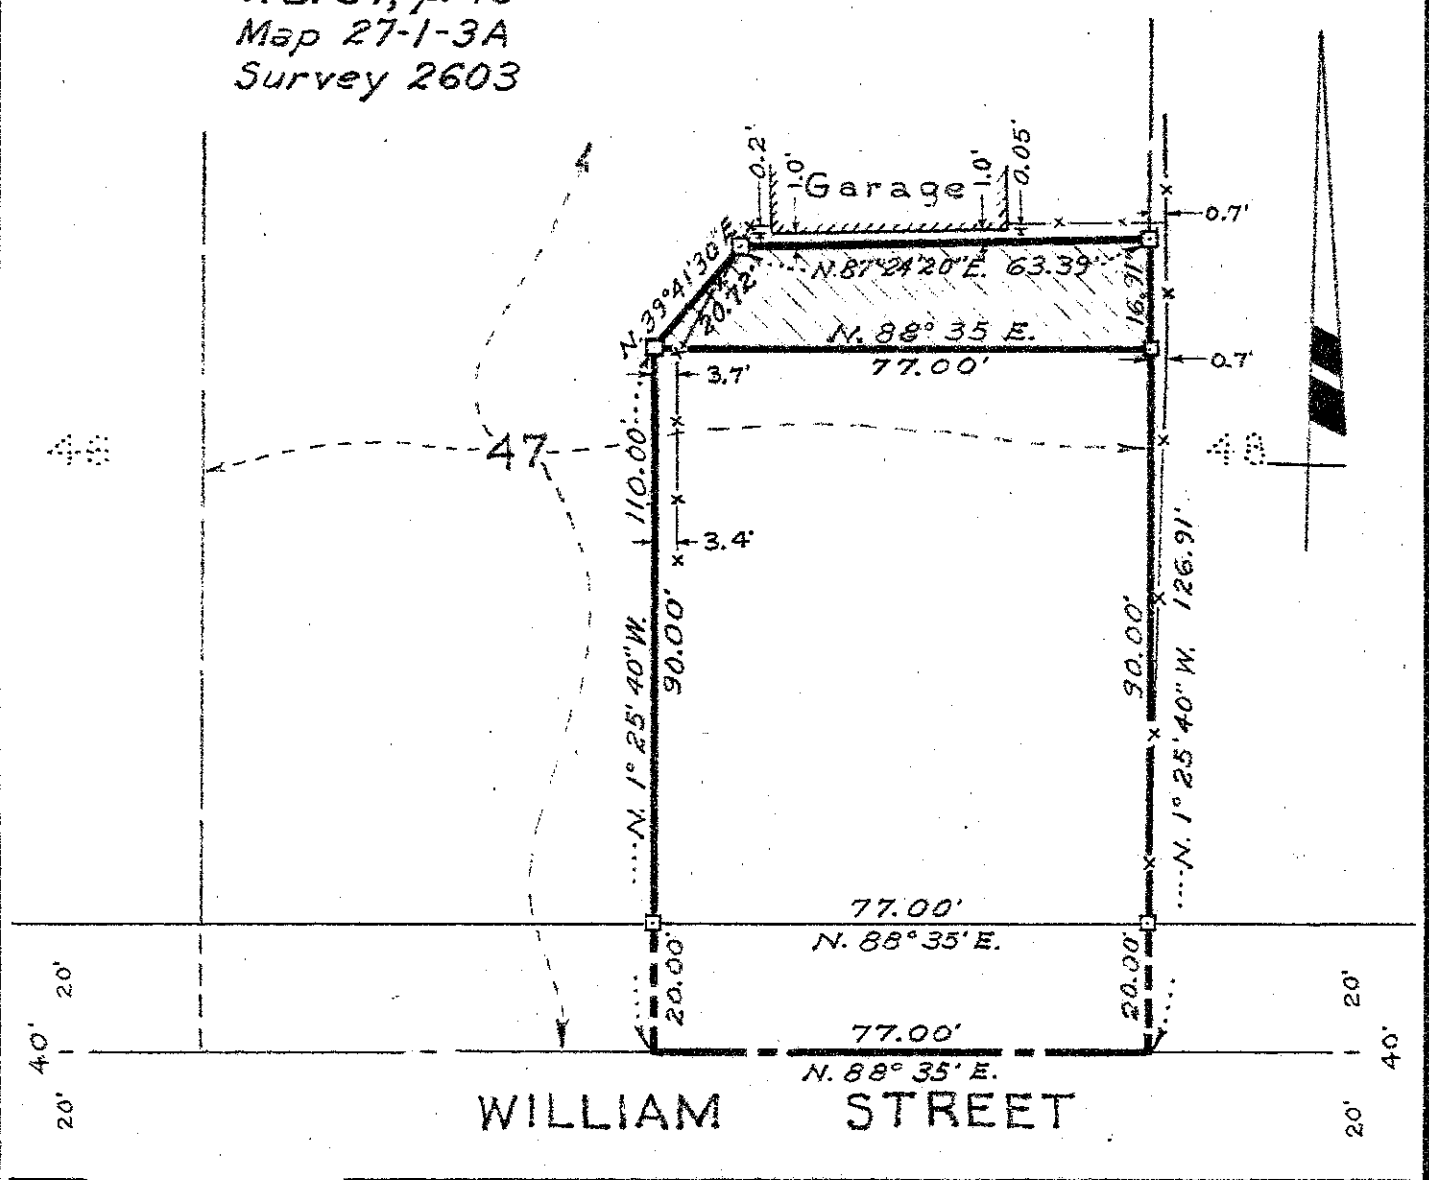 Map 27-1-3A
Survey 2603
0.2'
1.0'
Garage
1.0'
0.05'
0.7'
N. 39°41'30" E
20.72'
N. 87°24'20" E. 63.39'
16.91'
N. 88° 35 E.
77.00'
0.7'
3.7'
47
48
110.00'
3.4'
N. 1° 25' 40" W.
90.00'
90.00'
N. 1° 25' 40" W. 126.91'
77.00'
N. 88° 35' E.
20'
20.00'
20.00'
20'
40'
77.00'
40'
N. 88° 35' E.
20'
WILLIAM STREET
20'